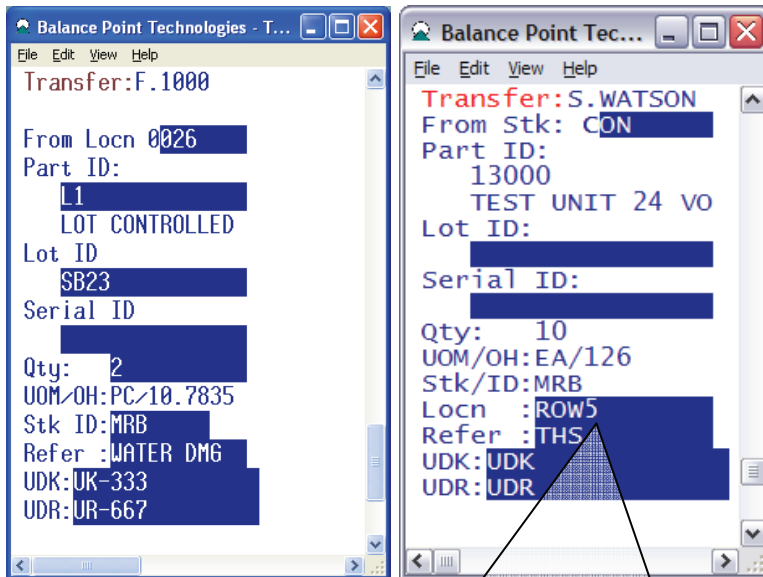 Balance Point Technologies - T...
File Edit View Help
Transfer:F.1000
From Locn 0026
Part ID:
L1
LOT CONTROLLED
Lot ID
SB23
Serial ID
Qty: 2
UOM/OH:PC/10.7835
Stk ID:MRB
Refer :WATER DMG
UDK:UK-333
UDR:UR-667
Balance Point Tec...
File Edit View Help
Transfer:S.WATSON
From Stk: CON
Part ID:
13000
TEST UNIT 24 VO
Lot ID:
Serial ID:
Qty: 10
UOM/OH:EA/126
Stk/ID:MRB
Locn :ROW5
Refer :THS
UDK:UDK
UDR:UDR